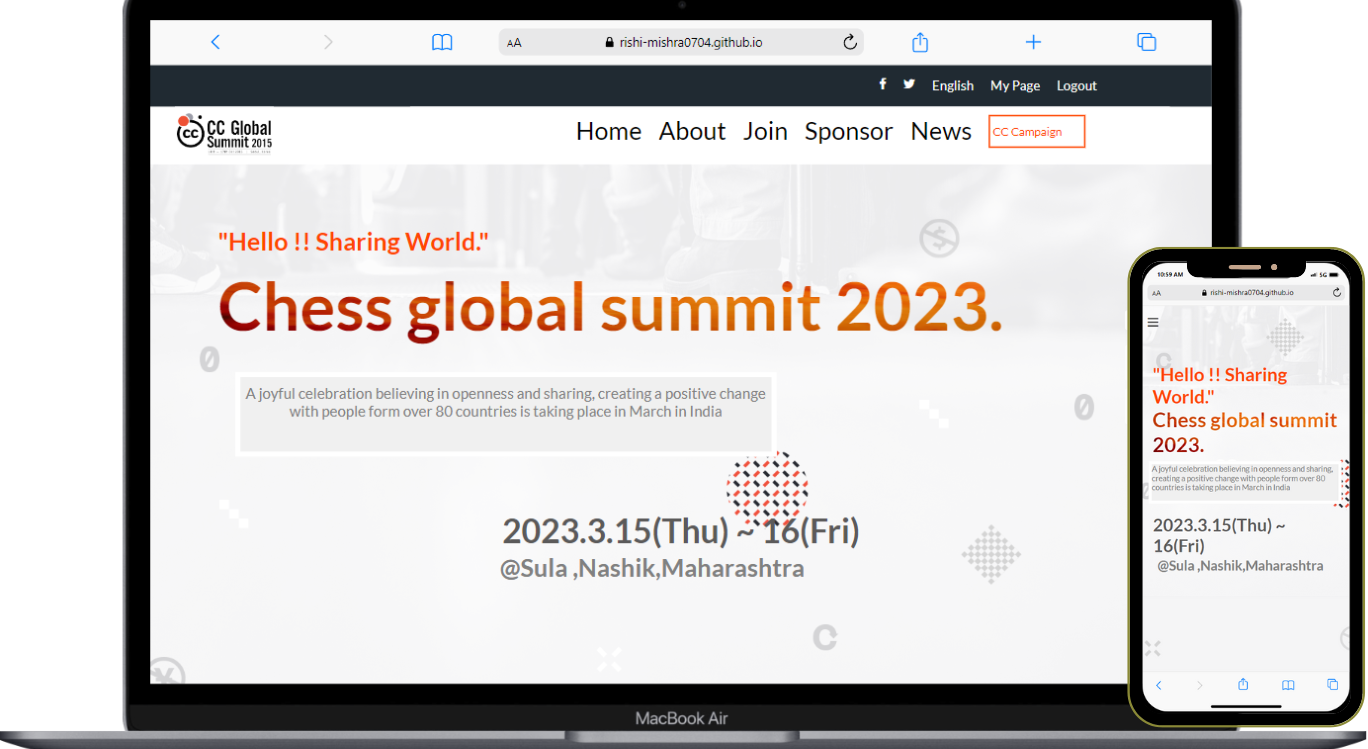 AA rishi-mishra0704.github.io
English My Page Logout
CC Global
Summit 2015
cc
Home About Join Sponsor News CC Campaign
"Hello !! Sharing World."
Chess global summit 2023.
A joyful celebration believing in openness and sharing, creating a positive change
with people form over 80 countries is taking place in March in India
2023.3.15(Thu) ~ 16(Fri)
@Sula ,Nashik,Maharashtra
MacBook Air
10:59 AM 5G
AA rishi-mishra0704.github.io
"Hello !! Sharing
World."
Chess global summit
2023.
A joyful celebration believing in openness and sharing,
creating a positive change with people form over 80
countries is taking place in March in India
2023.3.15(Thu) ~
16(Fri)
@Sula ,Nashik,Maharashtra